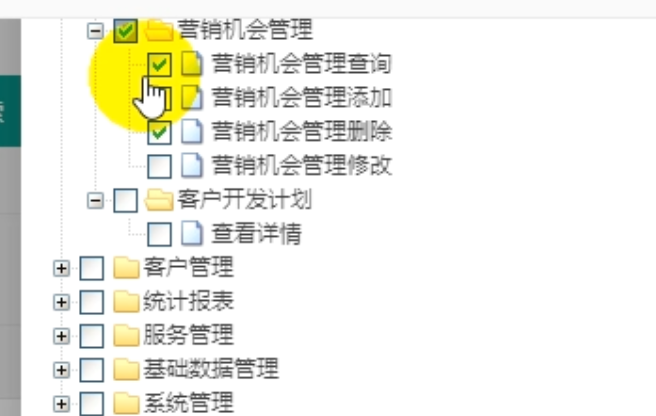 营销机会管理
营销机会管理查询
营销机会管理添加
营销机会管理删除
营销机会管理修改
客户开发计划
查看详情
客户管理
统计报表
服务管理
基础数据管理
系统管理